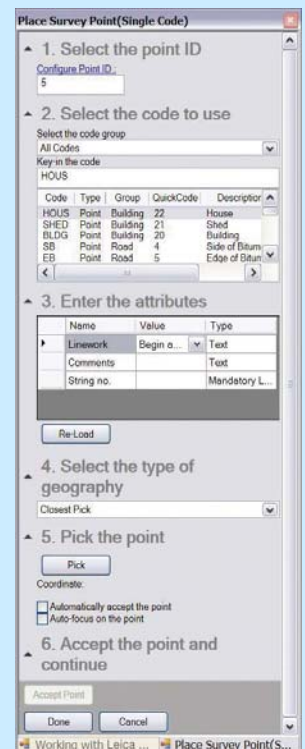 Place Survey Point(Single Code)
1. Select the point ID
Configure Point ID :
5
2. Select the code to use
Select the code group
All Codes
Key-in the code
HOUS
Code Type Group QuickCode Description
HOUS Point Building 22 House
SHED Point Building 21 Shed
BLDG Point Building 20 Building
SB Point Road 4 Side of Bitum
EB Point Road 5 Edge of Bitun
3. Enter the attributes
Name Value Type
Linework Begin a... Text
Comments Text
String no. Mandatory L...
Re-Load
4. Select the type of
geography
Closest Pick
5. Pick the point
Pick
Coordinate:
Automatically accept the point
Auto-focus on the point
6. Accept the point and
continue
Accept Point
Done Cancel
Working with Leica ... Place Survey Point(S...